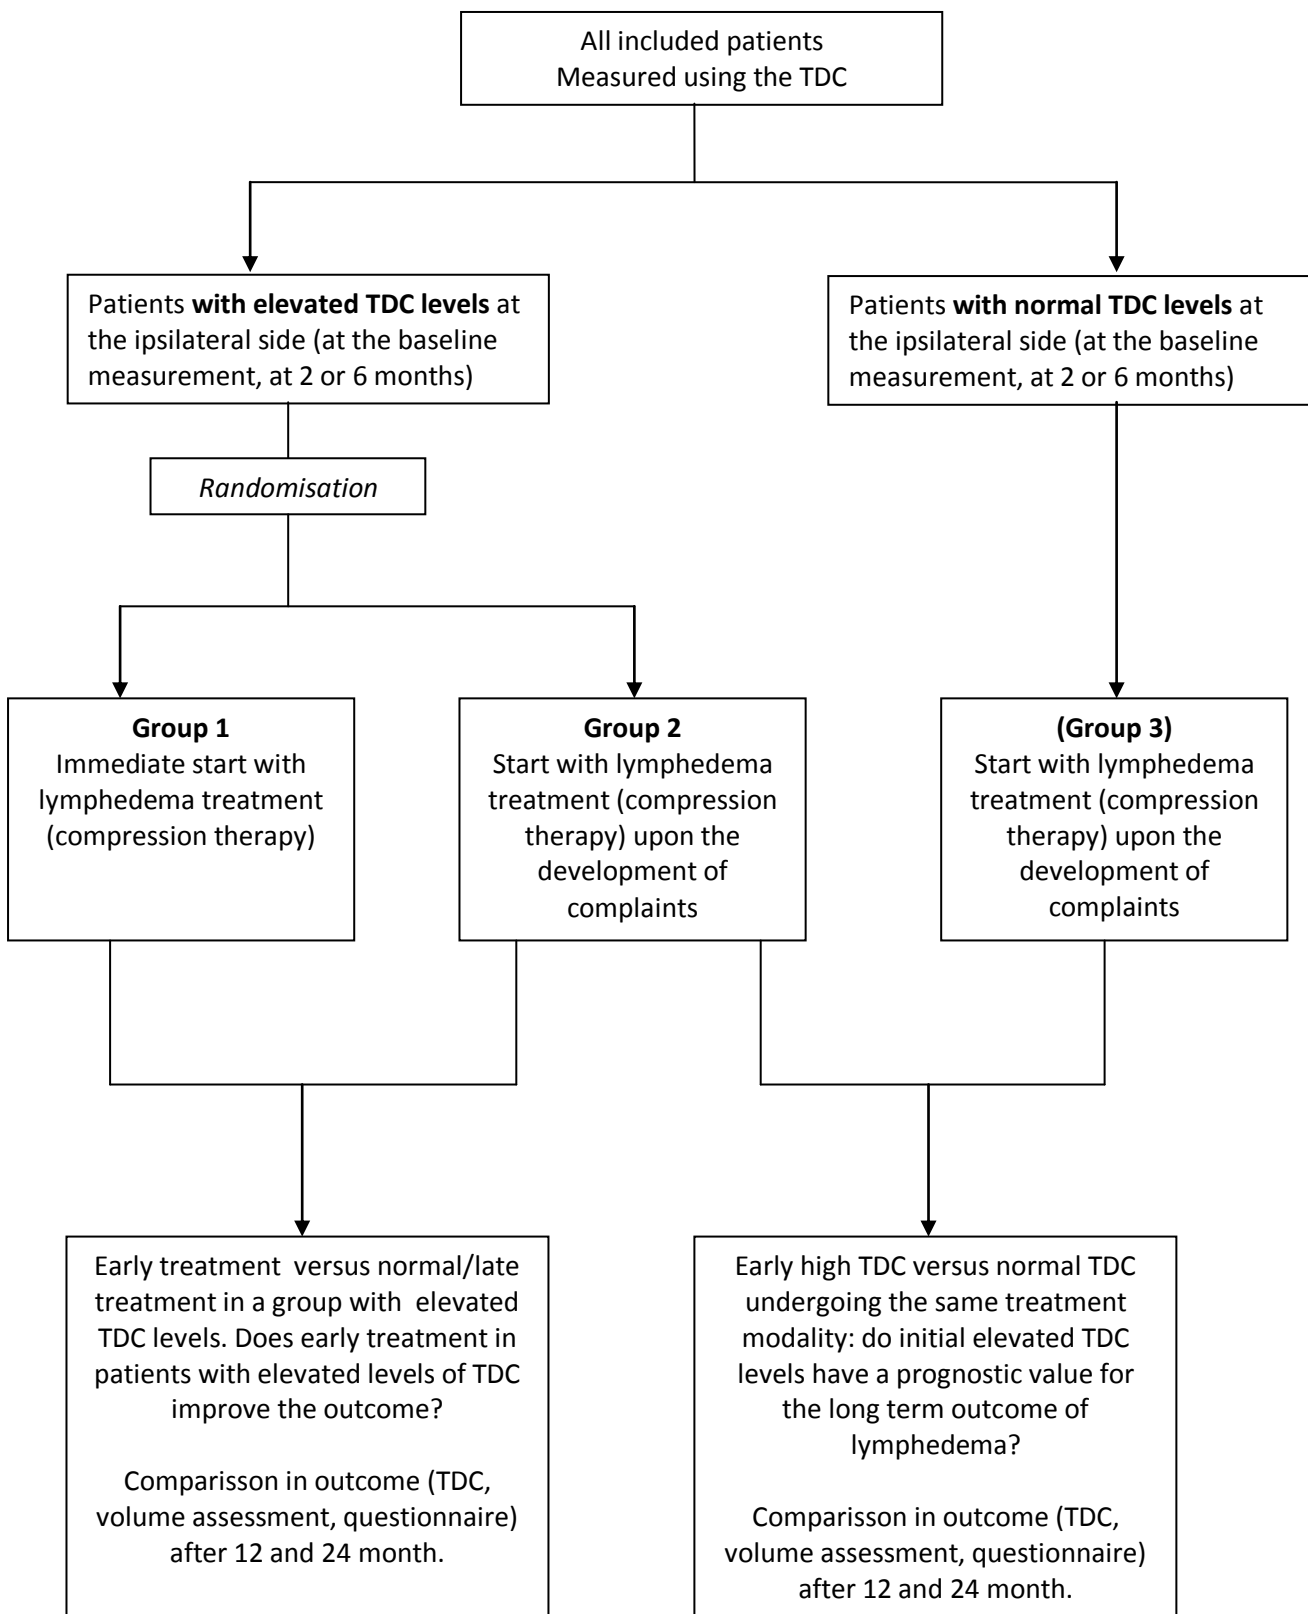 All included patients
Measured using the TDC
Patients with elevated TDC levels at
the ipsilateral side (at the baseline
measurement, at 2 or 6 months)
Patients with normal TDC levels at
the ipsilateral side (at the baseline
measurement, at 2 or 6 months)
Randomisation
Group 1
Immediate start with
lymphedema treatment
(compression therapy)
Group 2
Start with lymphedema
treatment (compression
therapy) upon the
development of
complaints
(Group 3)
Start with lymphedema
treatment (compression
therapy) upon the
development of
complaints
Early treatment versus normal/late
treatment in a group with elevated
TDC levels. Does early treatment in
patients with elevated levels of TDC
improve the outcome?
Comparisson in outcome (TDC,
volume assessment, questionnaire)
after 12 and 24 month.
Early high TDC versus normal TDC
undergoing the same treatment
modality: do initial elevated TDC
levels have a prognostic value for
the long term outcome of
lymphedema?
Comparisson in outcome (TDC,
volume assessment, questionnaire)
after 12 and 24 month.